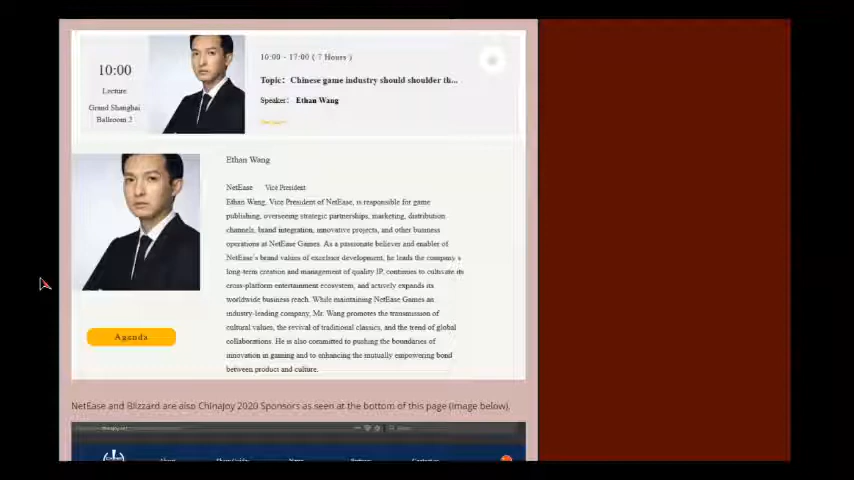 10:00
Lecture
Grand Shanghai
Ballroom 2
10:00 - 17:00 ( 7 Hours )
Topic: Chinese game industry should shoulder th...
Speaker: Ethan Wang
Ethan Wang
NetEase Vice President
Ethan Wang, Vice President of NetEase, is responsible for game
publishing, overseeing strategic partnerships, marketing, distribution
channels, brand integration, innovative projects, and other business
operations at NetEase Games. As a passionate believer and enabler of
NetEase's brand values of excelsior development, he leads the company's
long-term creation and management of quality IP, continues to cultivate its
cross-platform entertainment ecosystem, and actively expands its
worldwide business reach. While maintaining NetEase Games an
industry-leading company, Mr. Wang promotes the transmission of
cultural values, the revival of traditional classics, and the trend of global
collaborations. He is also committed to pushing the boundaries of
innovation in gaming and to enhancing the mutually empowering bond
between product and culture.
Agenda
NetEase and Blizzard are also ChinaJoy 2020 Sponsors as seen at the bottom of this page (image below).